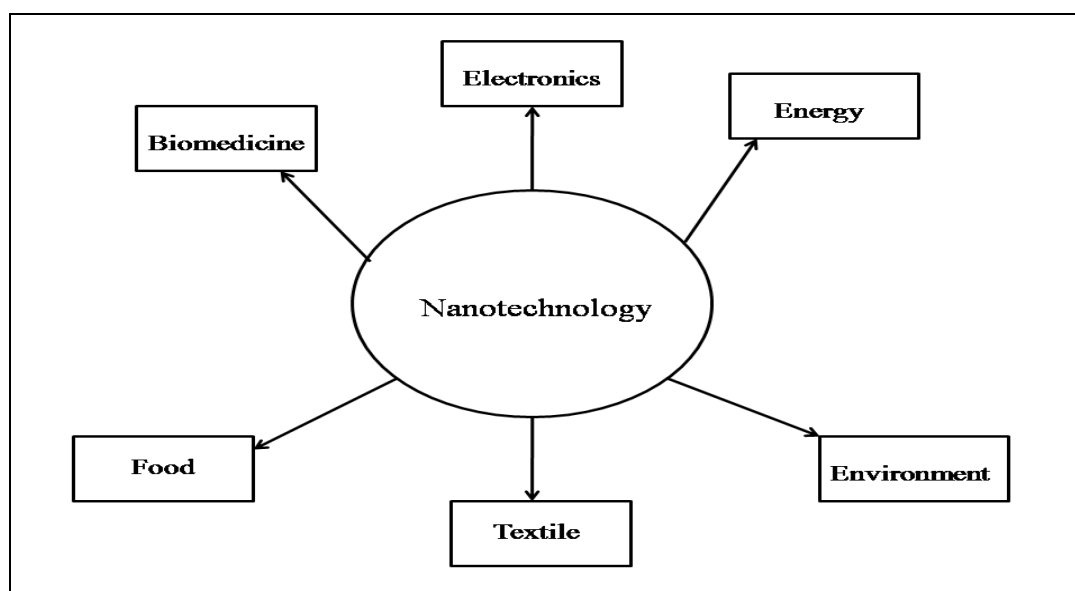 Electronics
Energy
Biomedicine
Nanotechnology
Food
Environment
Textile